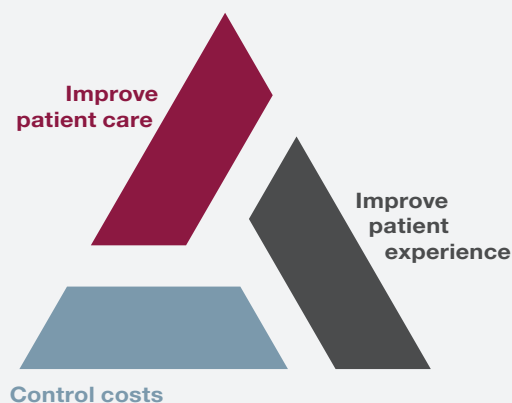 Improve
patient care
Improve
patient
experience
Control costs